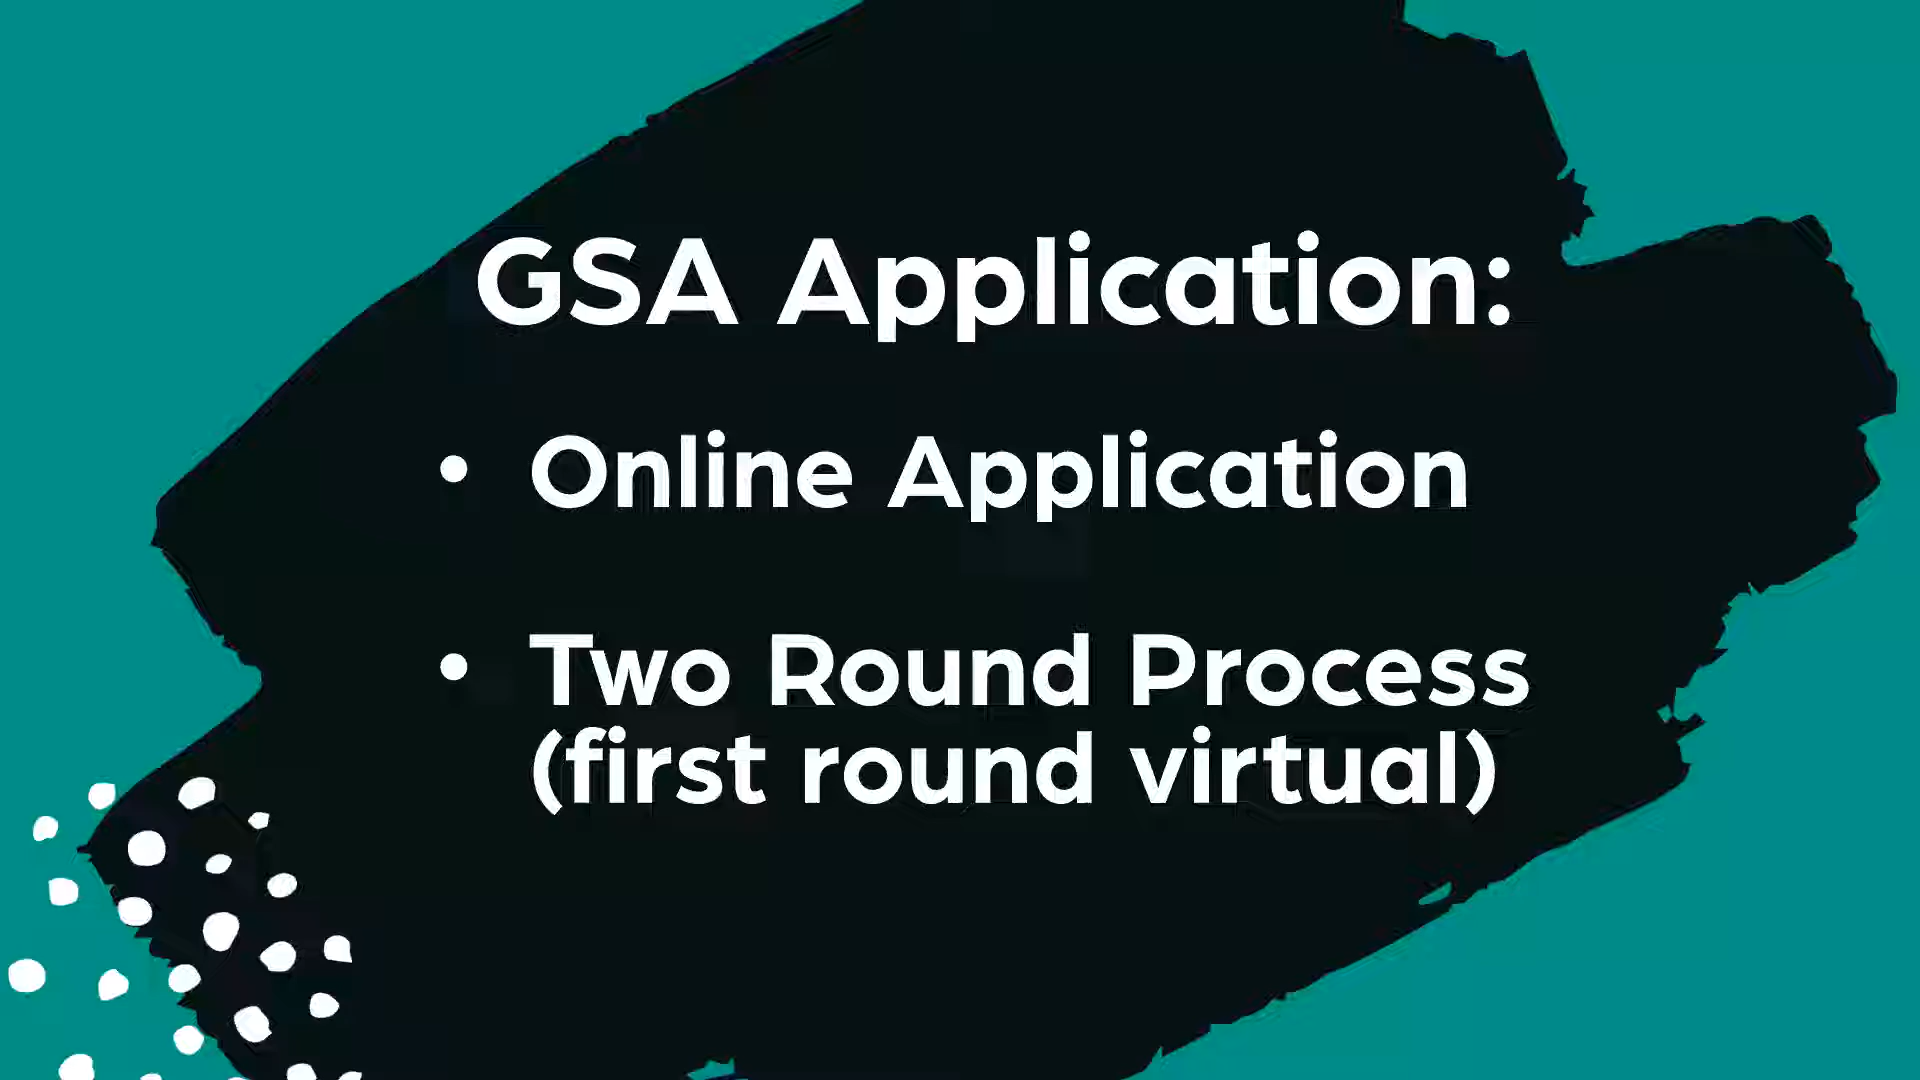 GSA Application:
• Online Application
• Two Round Process
(first round virtual)